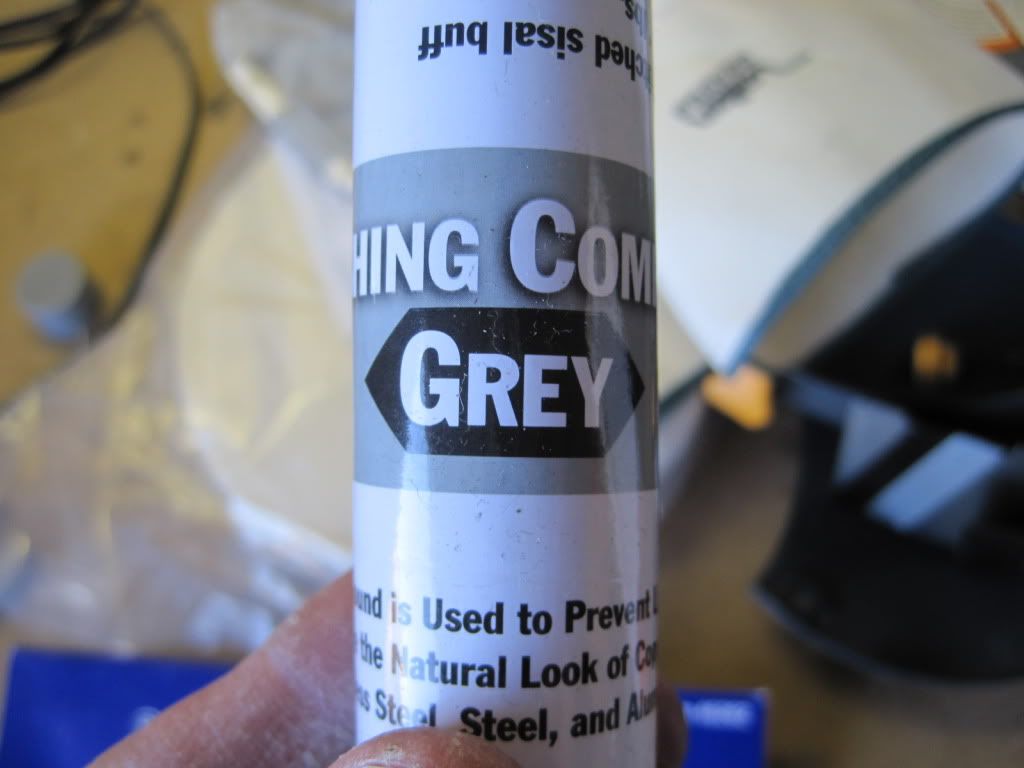 ched sisal buff
HING COM
GREY
und is Used to Prevent
the Natural Look of Co
ss Steel, Steel, and Alu